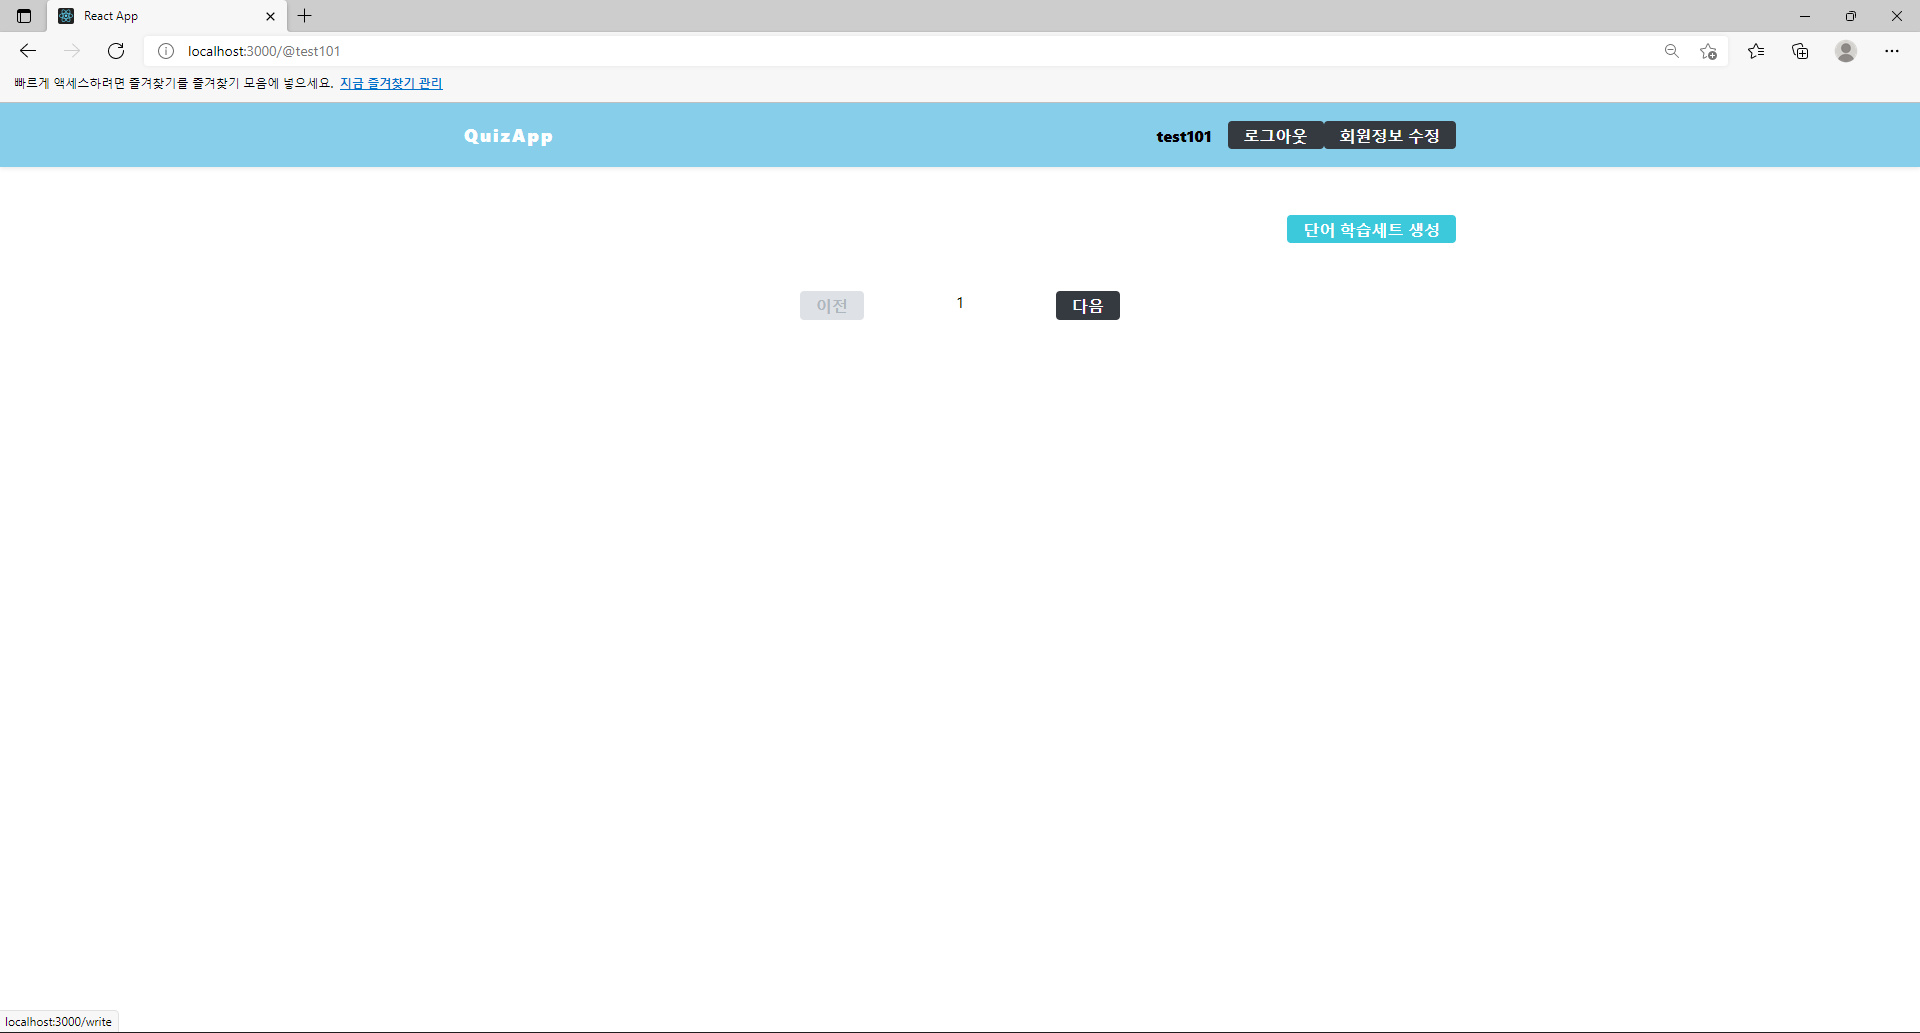 React App
localhost:3000/@test101
빠르게 액세스하려면 즐겨찾기를 즐겨찾기 모음에 넣으세요. 지금 즐겨찾기 관리
QuizApp test101 로그아웃 회원정보 수정
단어 학습세트 생성
이전 1 다음
localhost:3000/write